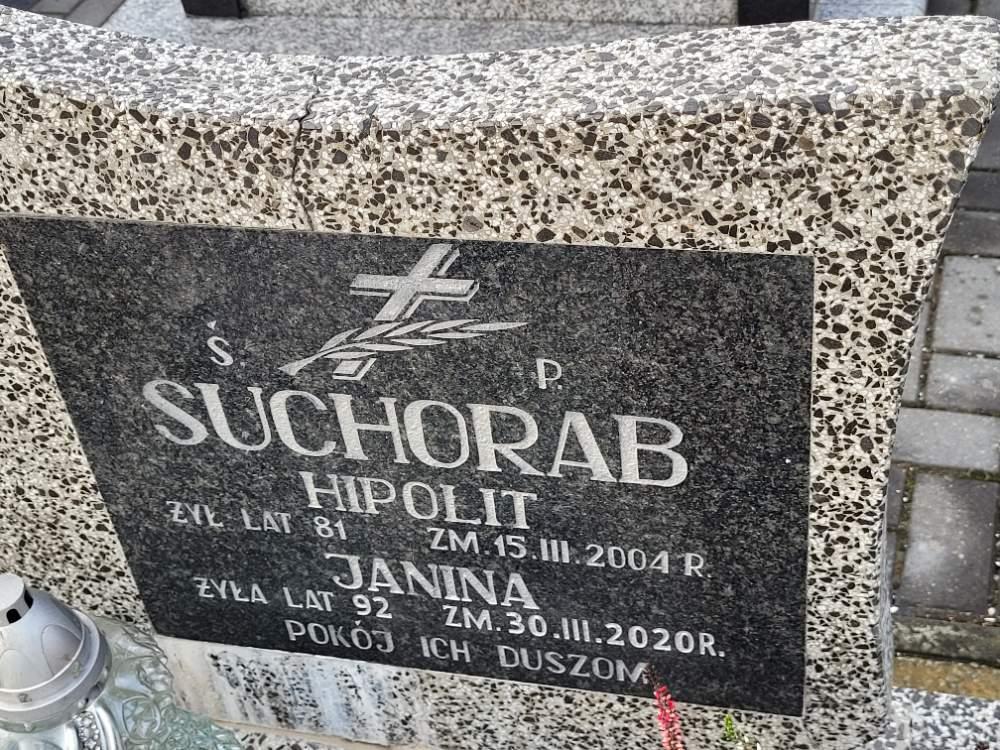 Ś. P.
SUCHORAB
HIPOLIT
ŻYŁ LAT 81 ZM. 15. III. 2004 R.
JANINA
ŻYŁA LAT 92 ZM. 30. III. 2020 R.
POKÓJ ICH DUSZOM